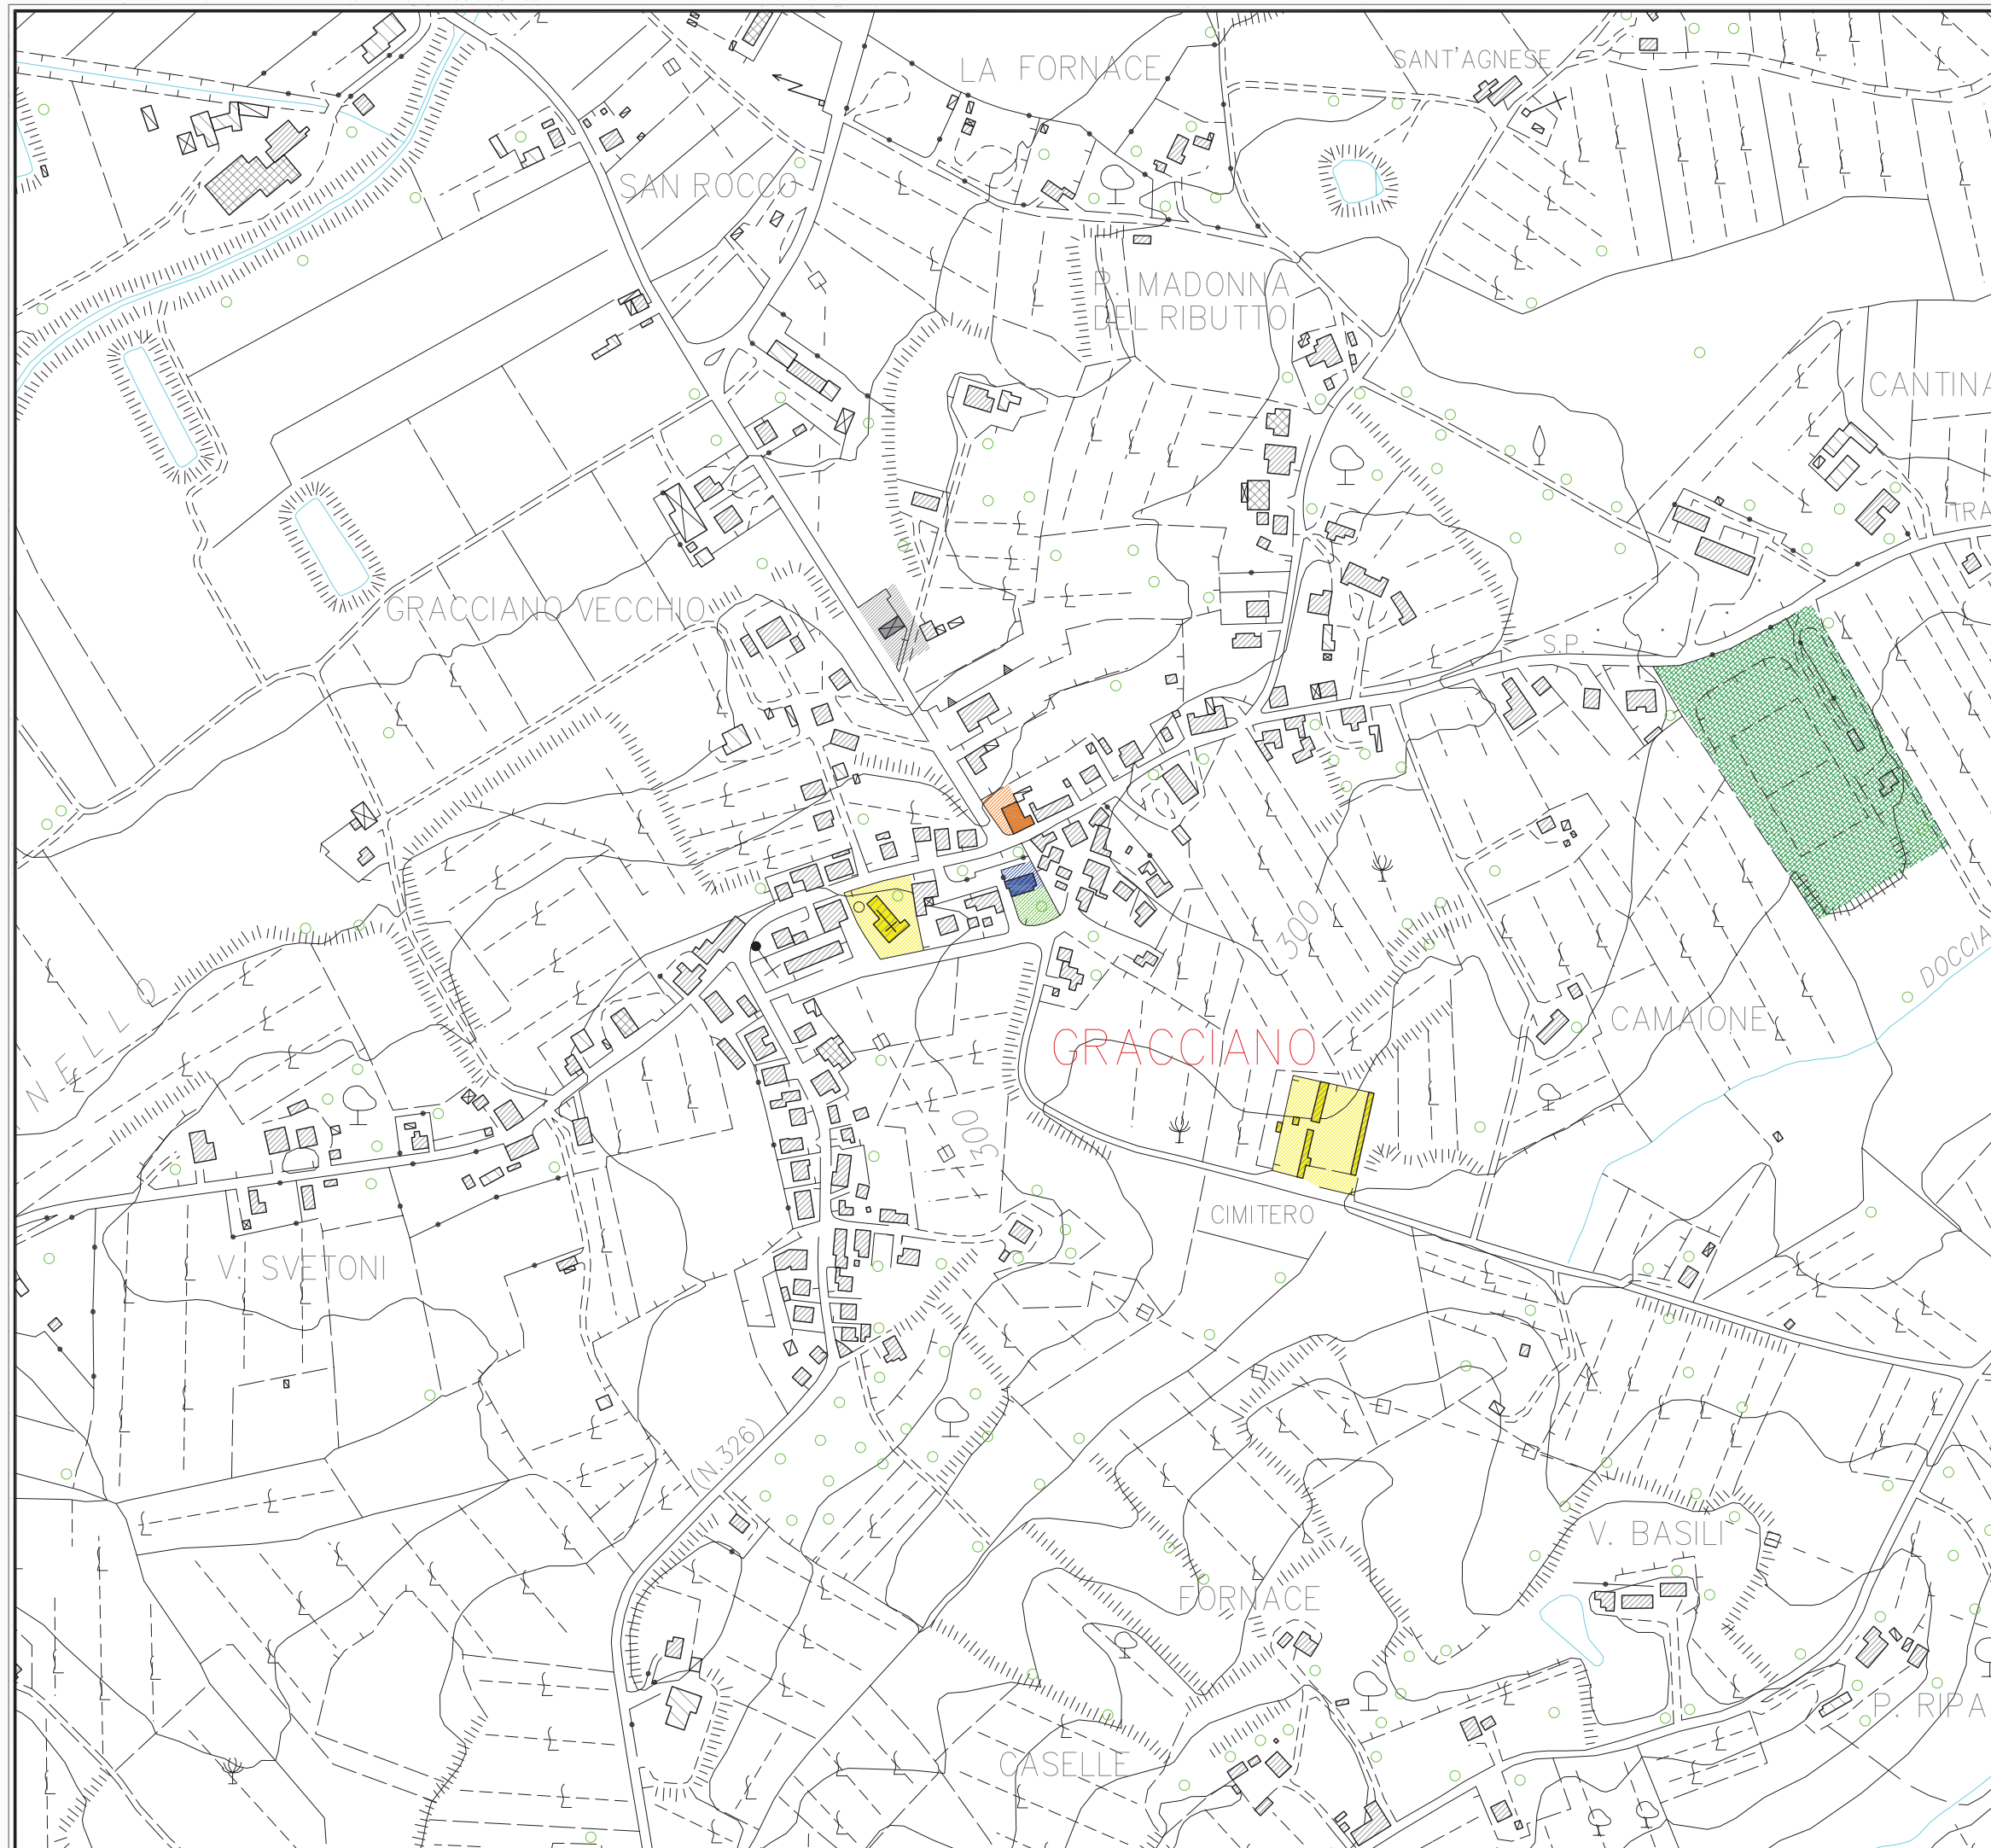 LA FORNACE
SANT'AGNESE
SAN ROCCO
P. MADONNA
DEL RIBUTTO
CANTINA
TRA
GRACCIANO VECCHIO
S.P.
300
DOCCIA
NELLO
GRACCIANO
CAMAIONE
300
CIMITERO
V. SVETONI
(N.326)
V. BASILI
FORNACE
P. RIPA
CASELLE